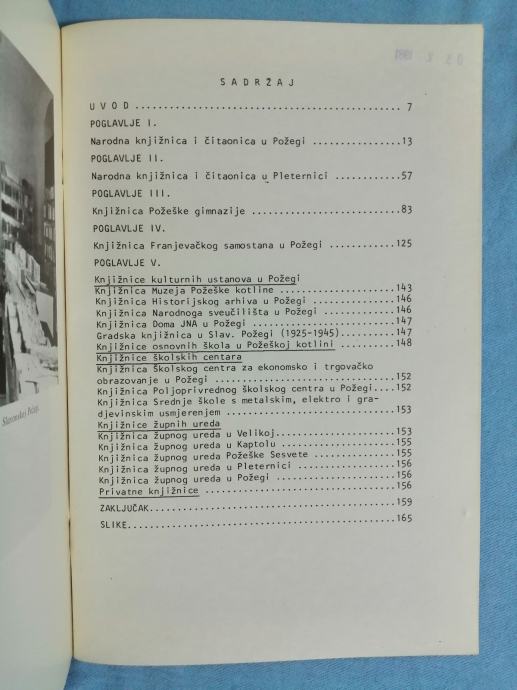 SADRŽAJ
UVOD .............................................. 7
POGLAVLJE I.
Narodna knjižnica i čitaonica u Požegi ................13
POGLAVLJE II.
Narodna knjižnica i čitaonica u Pleternici ...........57
POGLAVLJE III.
Knjižnica Požeške gimnazije .........................83
POGLAVLJE IV.
Knjižnica Franjevačkog samostana u Požegi ...........125
POGLAVLJE V.
Knjižnice kulturnih ustanova u Požegi
Knjižnica Muzeja Požeške kotline ....................143
Knjižnica Historijskog arhiva u Požegi ..............146
Knjižnica Narodnoga sveučilišta u Požegi ............146
Knjižnica Doma JNA u Požegi .........................147
Gradska knjižnica u Slav. Požegi (1925-1945).........147
Knjižnice osnovnih škola u Požeškoj kotlini .........148
Knjižnice školskih centara
Knjižnica Školskog centra za ekonomsko i trgovačko
obrazovanje u Požegi ................................152
Knjižnica Poljoprivrednog školskog centra u Požegi...152
Knjižnica Srednje škole s metalskim, elektro i gra-
djevinskim usmjerenjem ..............................153
Knjižnice župnih ureda
Knjižnica župnog ureda u Velikoj.....................153
Knjižnica župnog ureda u Kaptolu ....................155
Knjižnica župnog ureda Požeške Sesvete ..............155
Knjižnica župnog ureda u Pleternici .................156
Knjižnica župnog ureda u Požegi .....................156
Privatne knjižnice ..................................156
ZAKLJUČAK............................................159
SLIKE................................................165
Slavonskoj Požegi